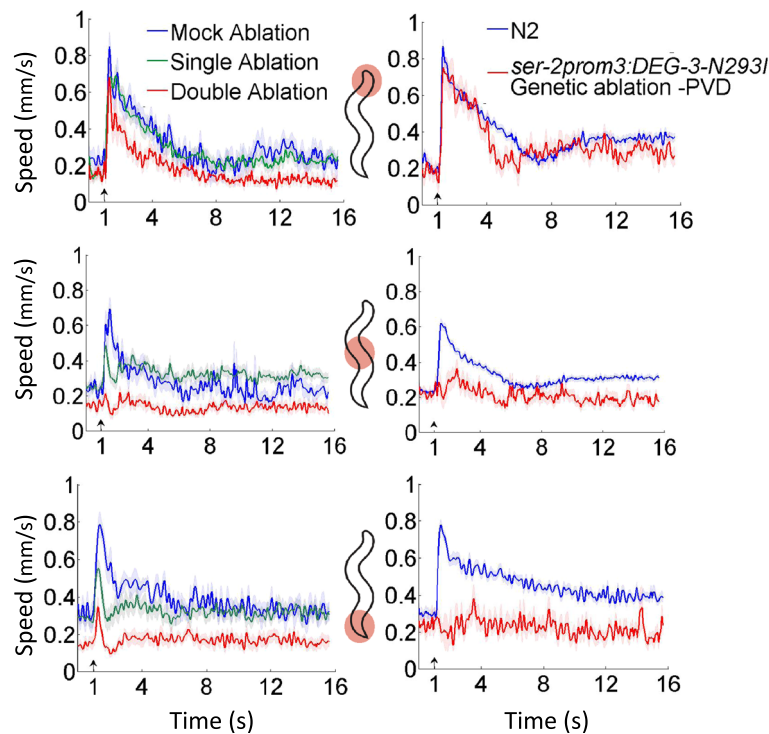 Speed (mm/s)
1
0.8
0.6
0.4
0.2
0
1 4 8 12 16
Mock Ablation
Single Ablation
Double Ablation
1
0.8
0.6
0.4
0.2
0
1 4 8 12 16
N2
ser-2prom3:DEG-3-N293I
Genetic ablation -PVD
Speed (mm/s)
1
0.8
0.6
0.4
0.2
0
1 4 8 12 16
1
0.8
0.6
0.4
0.2
0
1 4 8 12 16
Speed (mm/s)
1
0.8
0.6
0.4
0.2
0
1 4 8 12 16
Time (s)
1
0.8
0.6
0.4
0.2
0
1 4 8 12 16
Time (s)